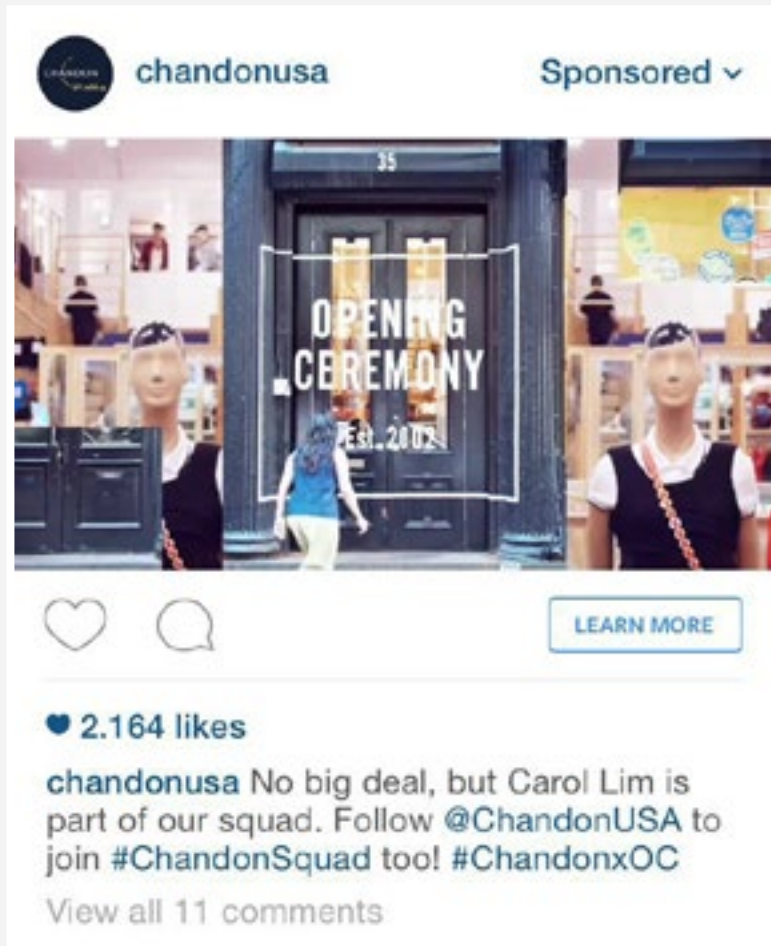 CHANDON
chandonusa
Sponsored
35
OPENING
CEREMONY
Est. 2002
LEARN MORE
2.164 likes
chandonusa No big deal, but Carol Lim is
part of our squad. Follow @ChandonUSA to
join #ChandonSquad too! #ChandonxOC
View all 11 comments